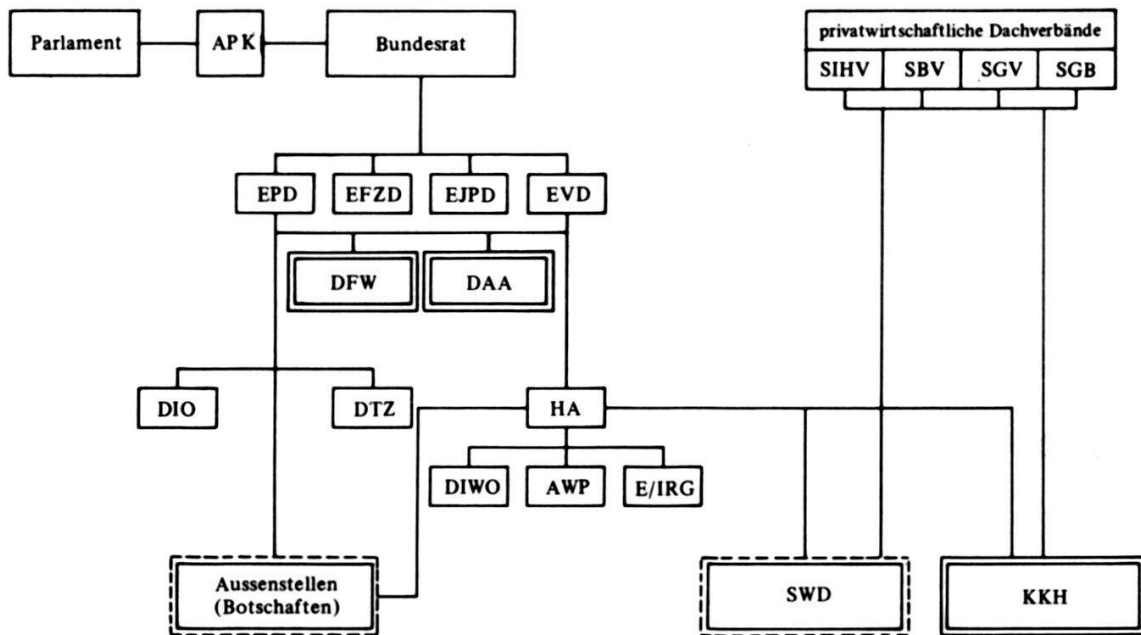 Parlament
APK
Bundesrat
privatwirtschaftliche Dachverbände
SIHV SBV SGV SGB
EPD EFZD EJPD EVD
DFW DAA
DIO DTZ HA
DIWO AWP E/IRG
Aussenstellen
(Botschaften)
SWD
KKH